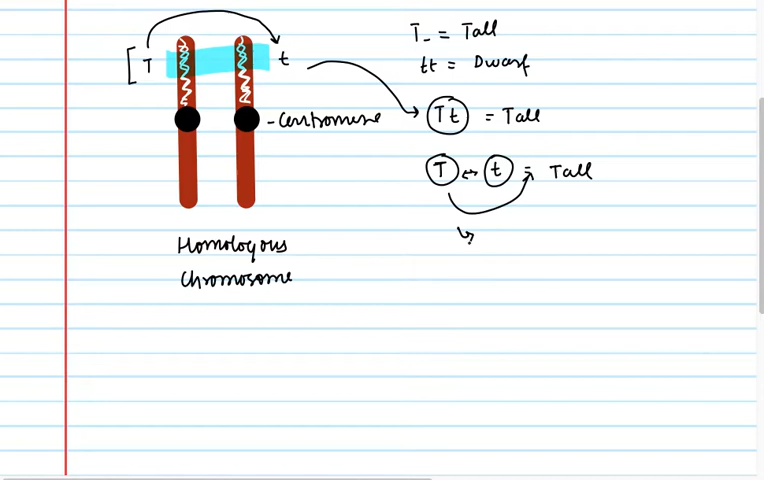 T_ = Tall
tt = Dwarf
[ T
t
- Centromere
Tt = Tall
T ↔ t = Tall
↳
Homologous
Chromosome